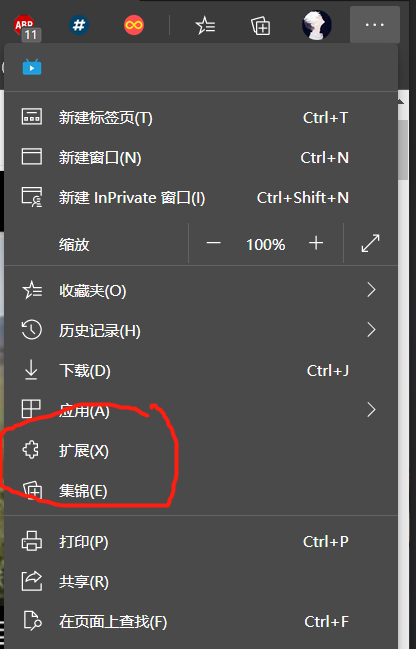 ABP
11
#
新建标签页(T) Ctrl+T
新建窗口(N) Ctrl+N
新建 InPrivate 窗口(I) Ctrl+Shift+N
缩放 — 100% +
收藏夹(O)
历史记录(H)
下载(D) Ctrl+J
应用(A)
扩展(X)
集锦(E)
打印(P) Ctrl+P
共享(R)
在页面上查找(F) Ctrl+F